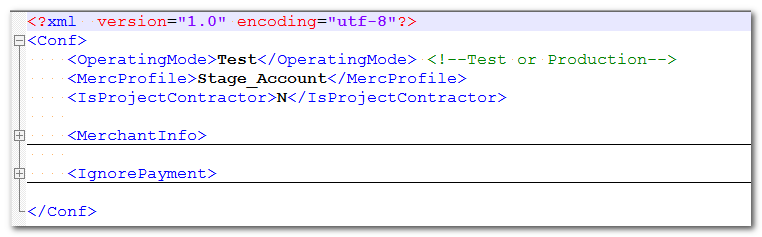 <?xml  version="1.0" encoding="utf-8"?>
<Conf>
<OperatingMode>Test</OperatingMode> <!--Test or Production-->
<MercProfile>Stage_Account</MercProfile>
<IsProjectContractor>N</IsProjectContractor>
<MerchantInfo>
<IgnorePayment>
</Conf>